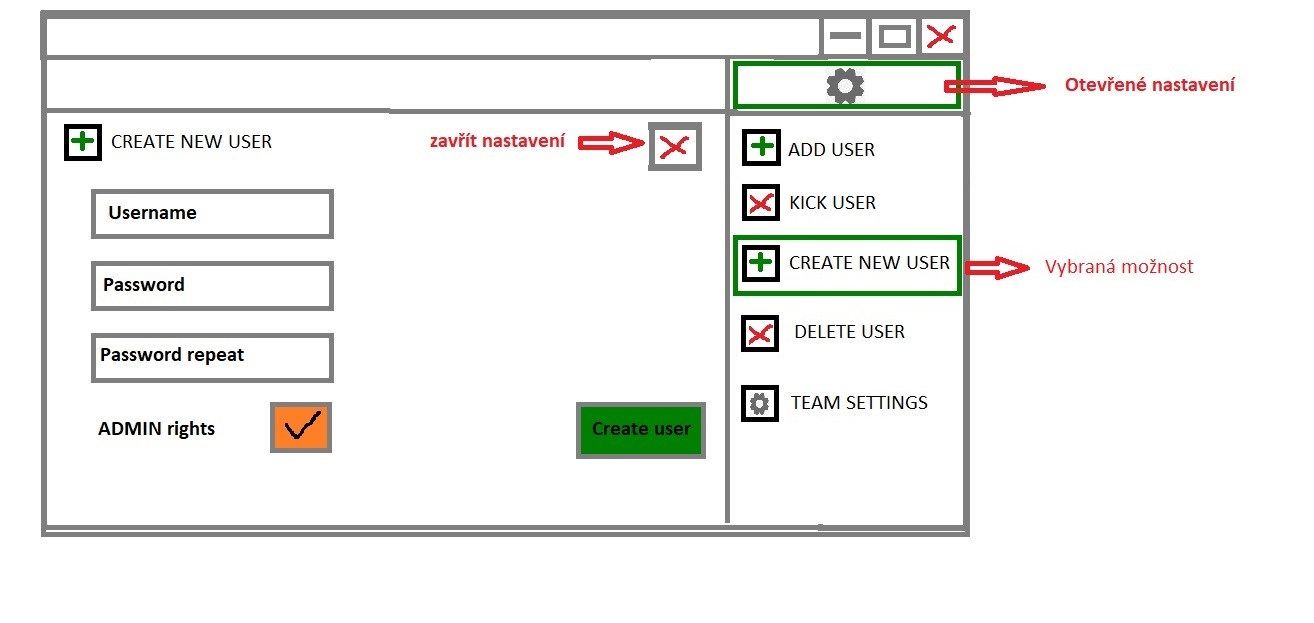 Otevřené nastavení
CREATE NEW USER
zavřít nastavení
ADD USER
KICK USER
Username
CREATE NEW USER
Vybraná možnost
Password
DELETE USER
Password repeat
TEAM SETTINGS
ADMIN rights
Create user